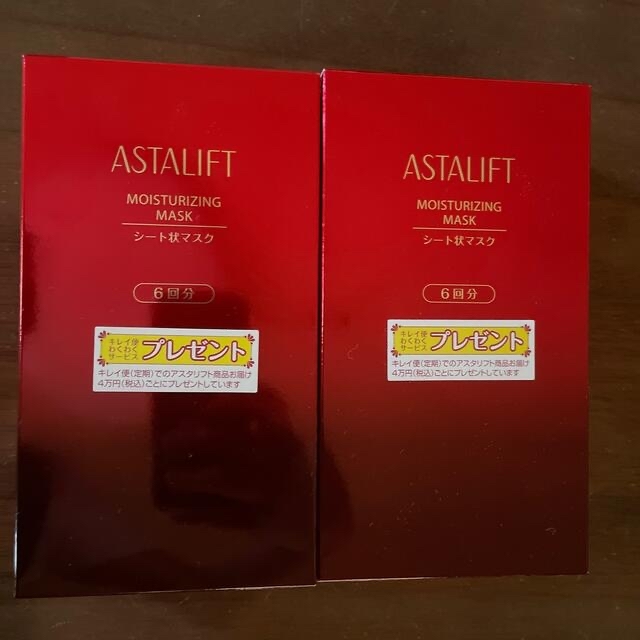 ASTALIFT
MOISTURIZING
MASK
シート状マスク
6回分
キレイ便
わくわく
サービス
プレゼント
キレイ便(定期)でのアスタリフト商品お届け
4万円(税込)ごとにプレゼントしています
ASTALIFT
MOISTURIZING
MASK
シート状マスク
6回分
キレイ便
わくわく
サービス
プレゼント
キレイ便(定期)でのアスタリフト商品お届け
4万円(税込)ごとにプレゼントしています